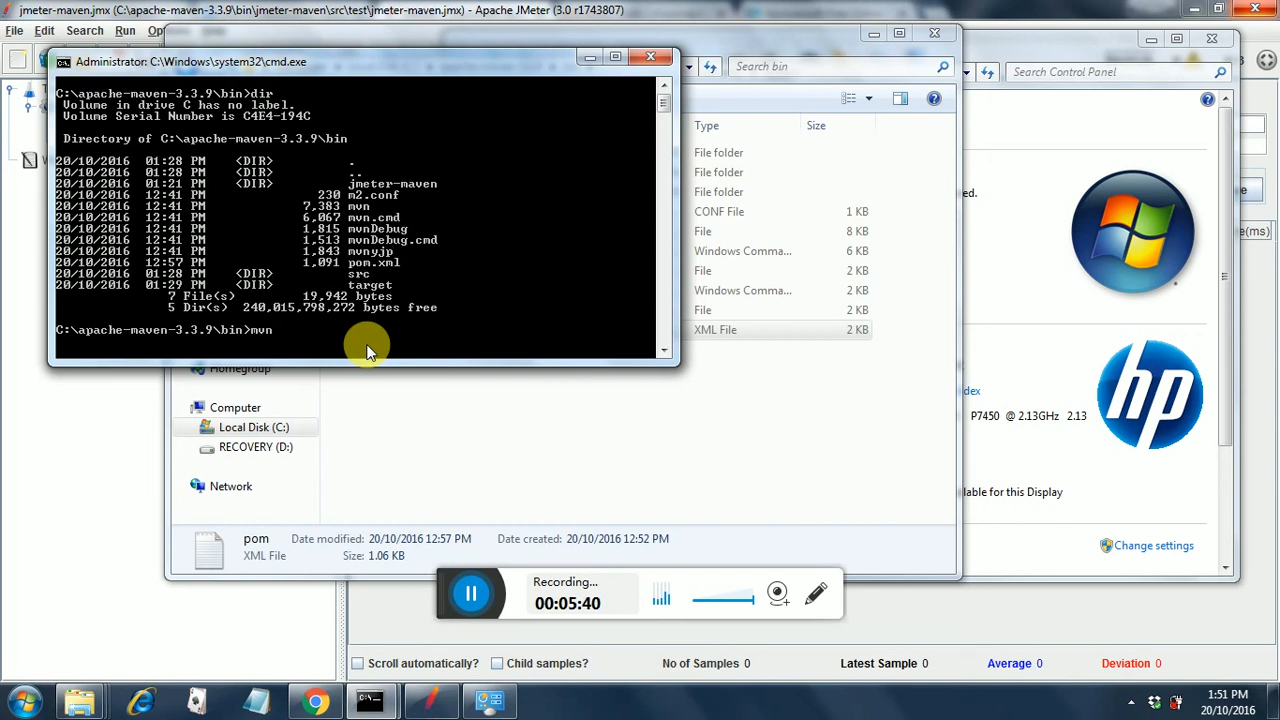 jmeter-maven.jmx (C:\apache-maven-3.3.9\bin\jmeter-maven\src\test\jmeter-maven.jmx) - Apache JMeter (3.0 r1743807)
File Edit Search Run
Administrator: C:\Windows\system32\cmd.exe
C:\apache-maven-3.3.9\bin>dir
Volume in drive C has no label.
Volume Serial Number is C4E4-194C
Directory of C:\apache-maven-3.3.9\bin
20/10/2016 01:28 PM <DIR> .
20/10/2016 01:28 PM <DIR> ..
20/10/2016 01:21 PM <DIR> jmeter-maven
20/10/2016 12:41 PM 230 m2.conf
20/10/2016 12:41 PM 7,383 mvn
20/10/2016 12:41 PM 6,067 mvn.cmd
20/10/2016 12:41 PM 1,815 mvnDebug
20/10/2016 12:41 PM 1,513 mvnDebug.cmd
20/10/2016 12:41 PM 1,843 mvnyjp
20/10/2016 12:57 PM 1,091 pom.xml
20/10/2016 01:28 PM <DIR> src
20/10/2016 01:29 PM <DIR> target
7 File(s) 19,942 bytes
5 Dir(s) 240,015,798,272 bytes free
C:\apache-maven-3.3.9\bin>mvn
Search bin
Type Size
File folder
File folder
File folder
CONF File 1 KB
File 8 KB
Windows Comma... 6 KB
File 2 KB
Windows Comma... 2 KB
File 2 KB
XML File 2 KB
Homegroup
Computer
Local Disk (C:)
RECOVERY (D:)
Network
pom Date modified: 20/10/2016 12:57 PM Date created: 20/10/2016 12:52 PM
XML File Size: 1.06 KB
Search Control Panel
ed.
(ms)
hp
P7450 @ 2.13GHz 2.13
lable for this Display
Change settings
Recording...
00:05:40
Scroll automatically? Child samples? No of Samples 0 Latest Sample 0 Average 0 Deviation 0
1:51 PM
20/10/2016